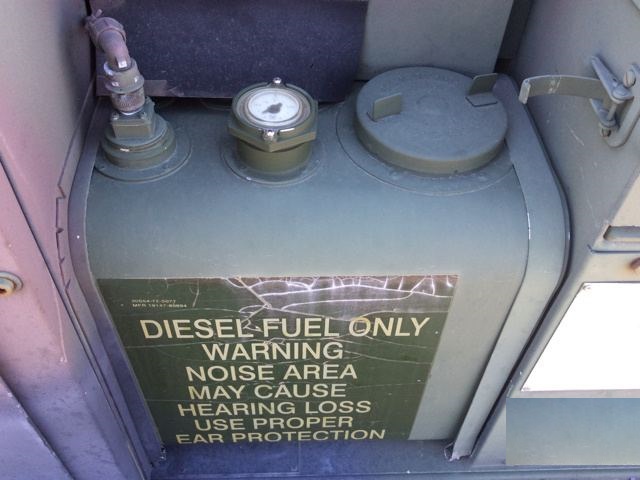 DIESEL FUEL ONLY
WARNING
NOISE AREA
MAY CAUSE
HEARING LOSS
USE PROPER
EAR PROTECTION